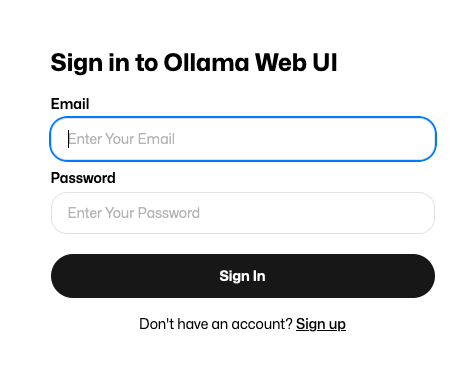 Sign in to Ollama Web UI
Email
Enter Your Email
Password
Enter Your Password
Sign In
Don't have an account? Sign up